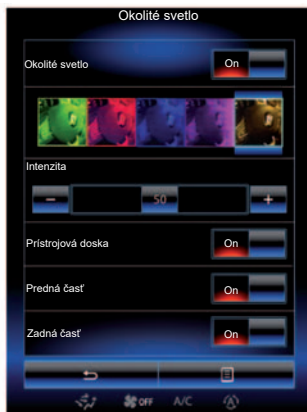 Okolité svetlo
Okolité svetlo On
Intenzita
− 50 +
Prístrojová doska On
Predná časť On
Zadná časť On
OFF A/C A